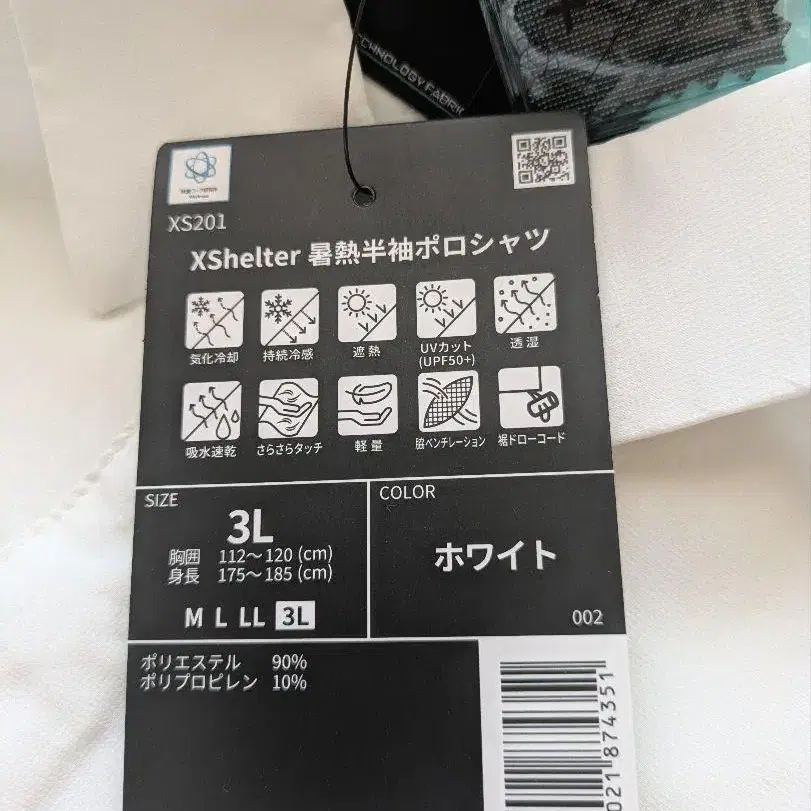 CHNOLOGY FABRIC
XS201
XShelter 暑熱半袖ポロシャツ
気化冷却
持続冷感
遮熱
UVカット
(UPF50+)
透湿
吸水速乾
さらさらタッチ
軽量
脇ベンチレーション
裾ドローコード
SIZE
3L
胸囲 112～120 (cm)
身長 175～185 (cm)
M L LL 3L
COLOR
ホワイト
002
ポリエステル 90%
ポリプロピレン 10%
021 874351